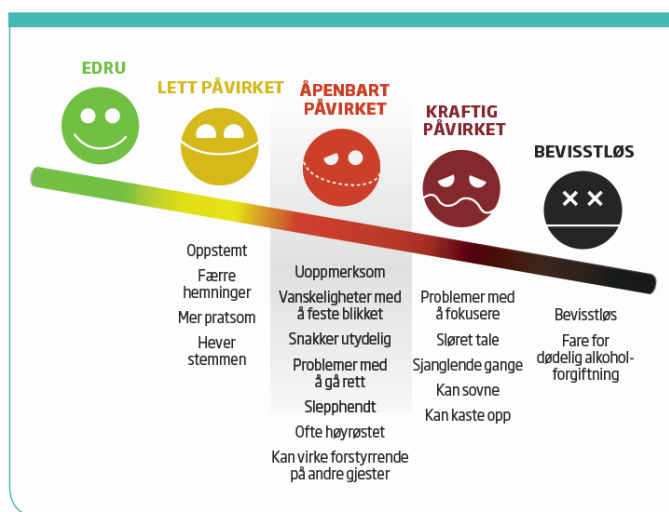 EDRU
LETT PÅVIRKET
ÅPENBART
PÅVIRKET
KRAFTIG
PÅVIRKET
BEVISSTLØS
Oppstemt
Færre
hemninger
Mer pratsom
Hever
stemmen
Uoppmerksom
Vanskeligheter med
å feste blikket
Snakker utydelig
Problemer med
å gå rett
Slepphendt
Ofte høyrøstet
Kan virke forstyrrende
på andre gjester
Problemer med
å fokusere
Sløret tale
Sjanglende gange
Kan sovne
Kan kaste opp
Bevisstløs
Fare for
dødelig alkohol-
forgiftning